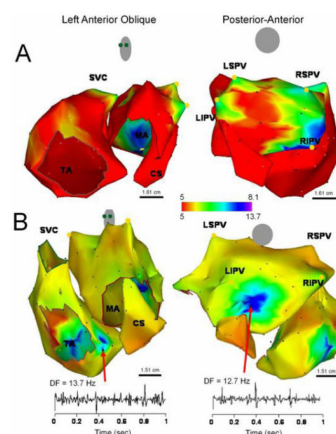 Left Anterior Oblique Posterior-Anterior
A
SVC LSPV RSPV
MA LIPV
TA CS RIPV
1.61 cm 1.61 cm
5 8.1
5 13.7
B
SVC LSPV RSPV
LIPV RIPV
MA
TA CS
1.51 cm 1.51 cm
DF = 13.7 Hz DF = 12.7 Hz
0 0.2 0.4 0.6 0.8 1 0 0.2 0.4 0.6 0.8 1
Time (sec) Time (sec)